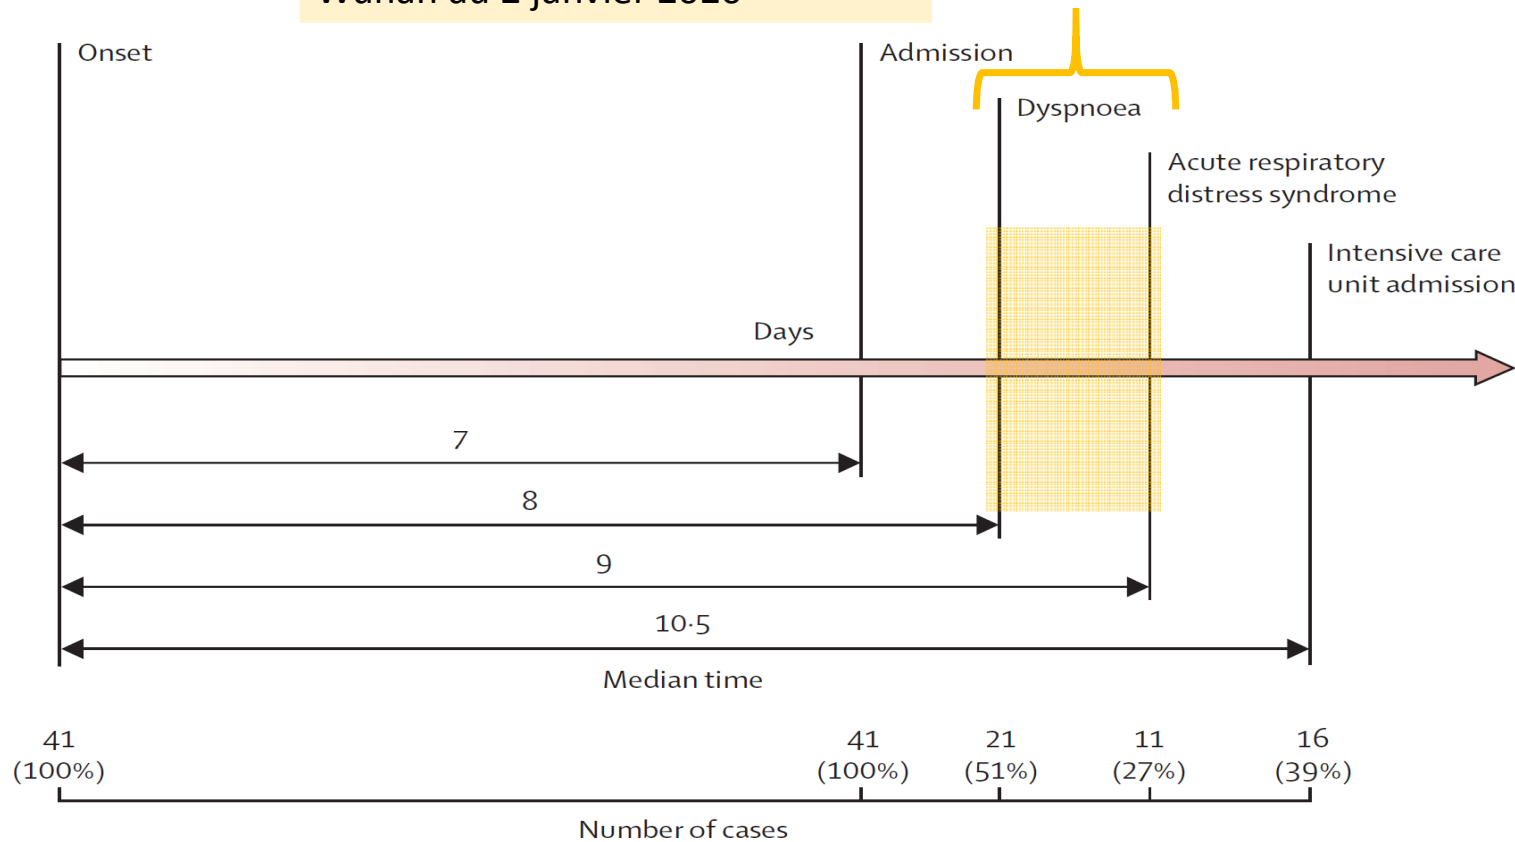 Onset
Admission
Dyspnoea
Acute respiratory
distress syndrome
Intensive care
unit admission
Days
7
8
9
10·5
Median time
41
(100%)
41
(100%)
21
(51%)
11
(27%)
16
(39%)
Number of cases